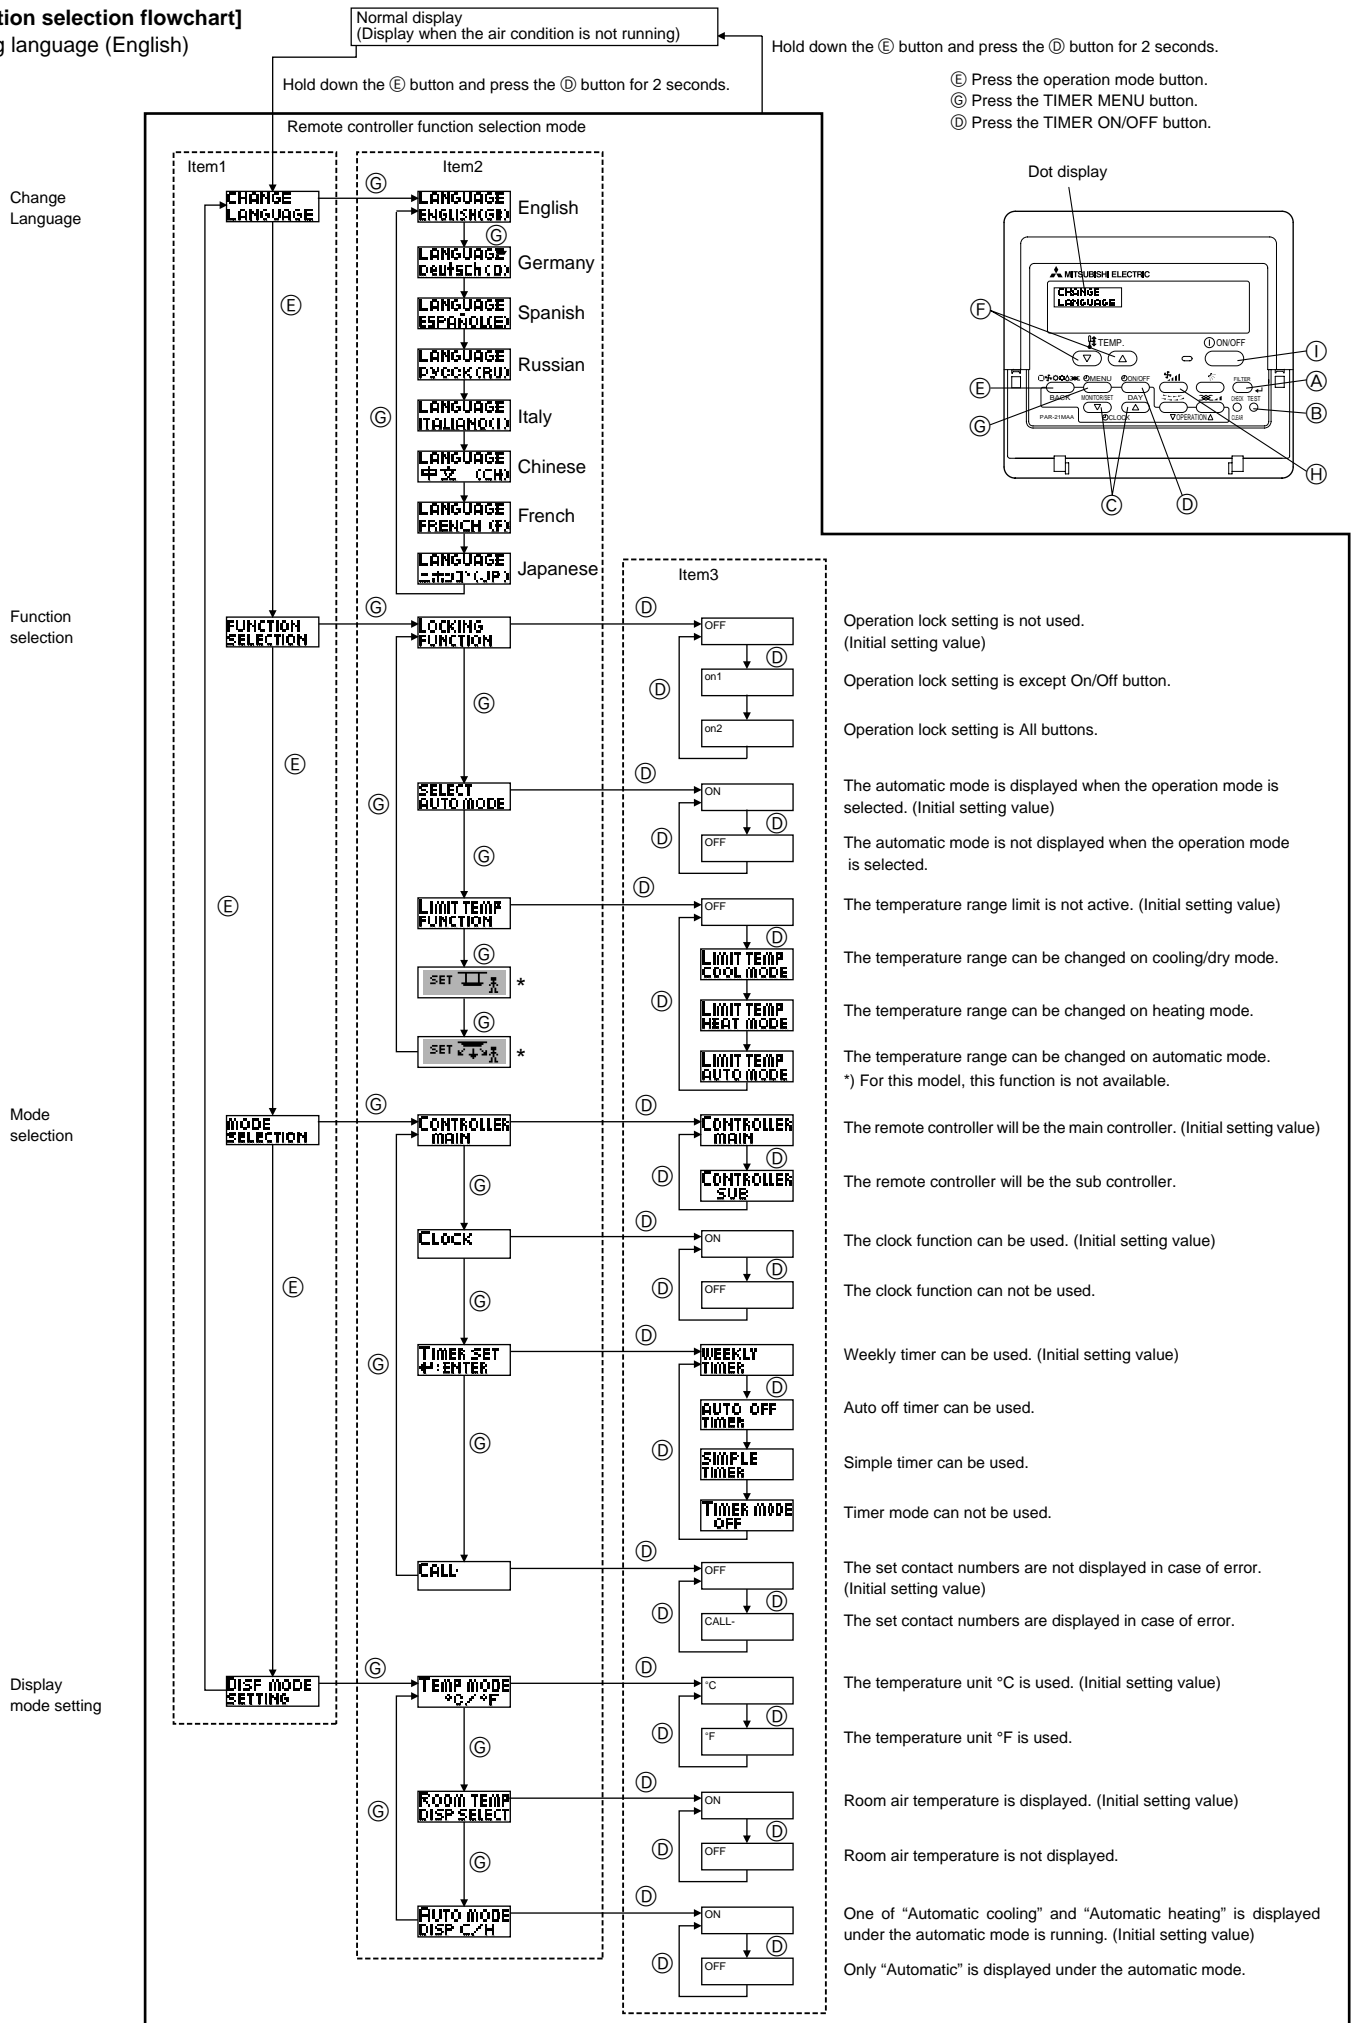 tion selection flowchart]
g language (English)
Normal display
(Display when the air condition is not running)
Hold down the Ⓔ button and press the Ⓓ button for 2 seconds.
Hold down the Ⓔ button and press the Ⓓ button for 2 seconds.
Ⓔ Press the operation mode button.
Ⓖ Press the TIMER MENU button.
Ⓓ Press the TIMER ON/OFF button.
Remote controller function selection mode
Item1
Item2
Dot display
MITSUBISHI ELECTRIC
CHANGE
LANGUAGE
TEMP.
ON/OFF
MENU
ON/OFF
FILTER
BACK
MONITOR/SET
DAY
CHECK
TEST
PAR-21MAA
CLOCK
▽OPERATION△
CLEAR
Ⓕ
Ⓔ
Ⓖ
Ⓒ
Ⓓ
Ⓘ
Ⓐ
Ⓑ
Ⓗ
Change
Language
CHANGE
LANGUAGE
Ⓖ
LANGUAGE
ENGLISH(GB)
English
Ⓖ
LANGUAGE
Deutsch(D)
Germany
Ⓔ
LANGUAGE
ESPAÑOL(E)
Spanish
LANGUAGE
РУССК(RU)
Russian
Ⓖ
LANGUAGE
ITALIANO(I)
Italy
LANGUAGE
中文 (CH)
Chinese
LANGUAGE
FRENCH (F)
French
LANGUAGE
ニホンゴ(JP)
Japanese
Item3
Function
selection
FUNCTION
SELECTION
Ⓖ
LOCKING
FUNCTION
Ⓓ
OFF
Operation lock setting is not used.
(Initial setting value)
Ⓓ
Ⓓ
on1
Operation lock setting is except On/Off button.
Ⓖ
on2
Operation lock setting is All buttons.
Ⓔ
SELECT
AUTO MODE
Ⓓ
ON
The automatic mode is displayed when the operation mode is
selected. (Initial setting value)
Ⓖ
Ⓓ
Ⓓ
OFF
The automatic mode is not displayed when the operation mode
is selected.
Ⓖ
Ⓔ
LIMIT TEMP
FUNCTION
Ⓓ
OFF
The temperature range limit is not active. (Initial setting value)
Ⓓ
Ⓖ
LIMIT TEMP
COOL MODE
The temperature range can be changed on cooling/dry mode.
SET
*
Ⓓ
LIMIT TEMP
HEAT MODE
The temperature range can be changed on heating mode.
Ⓖ
SET
*
LIMIT TEMP
AUTO MODE
The temperature range can be changed on automatic mode.
*) For this model, this function is not available.
Mode
selection
MODE
SELECTION
Ⓖ
CONTROLLER
MAIN
Ⓓ
CONTROLLER
MAIN
The remote controller will be the main controller. (Initial setting value)
Ⓓ
Ⓓ
CONTROLLER
SUB
The remote controller will be the sub controller.
Ⓖ
CLOCK
Ⓓ
ON
The clock function can be used. (Initial setting value)
Ⓓ
Ⓔ
Ⓓ
OFF
The clock function can not be used.
Ⓖ
TIMER SET
↵:ENTER
Ⓓ
WEEKLY
TIMER
Weekly timer can be used. (Initial setting value)
Ⓖ
Ⓓ
AUTO OFF
TIMER
Auto off timer can be used.
Ⓖ
Ⓓ
SIMPLE
TIMER
Simple timer can be used.
TIMER MODE
OFF
Timer mode can not be used.
CALL-
Ⓓ
OFF
The set contact numbers are not displayed in case of error.
(Initial setting value)
Ⓓ
Ⓓ
CALL-
The set contact numbers are displayed in case of error.
Display
mode setting
DISP MODE
SETTING
Ⓖ
TEMP MODE
°C/°F
Ⓓ
°C
The temperature unit °C is used. (Initial setting value)
Ⓓ
Ⓓ
°F
The temperature unit °F is used.
Ⓖ
ROOM TEMP
DISP SELECT
Ⓓ
ON
Room air temperature is displayed. (Initial setting value)
Ⓖ
Ⓓ
Ⓓ
OFF
Room air temperature is not displayed.
Ⓖ
AUTO MODE
DISP C/H
Ⓓ
ON
One of “Automatic cooling” and “Automatic heating” is displayed
under the automatic mode is running. (Initial setting value)
Ⓓ
Ⓓ
OFF
Only “Automatic” is displayed under the automatic mode.